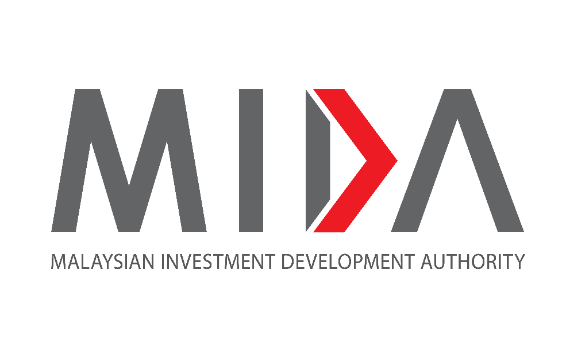 MIDA
MALAYSIAN INVESTMENT DEVELOPMENT AUTHORITY